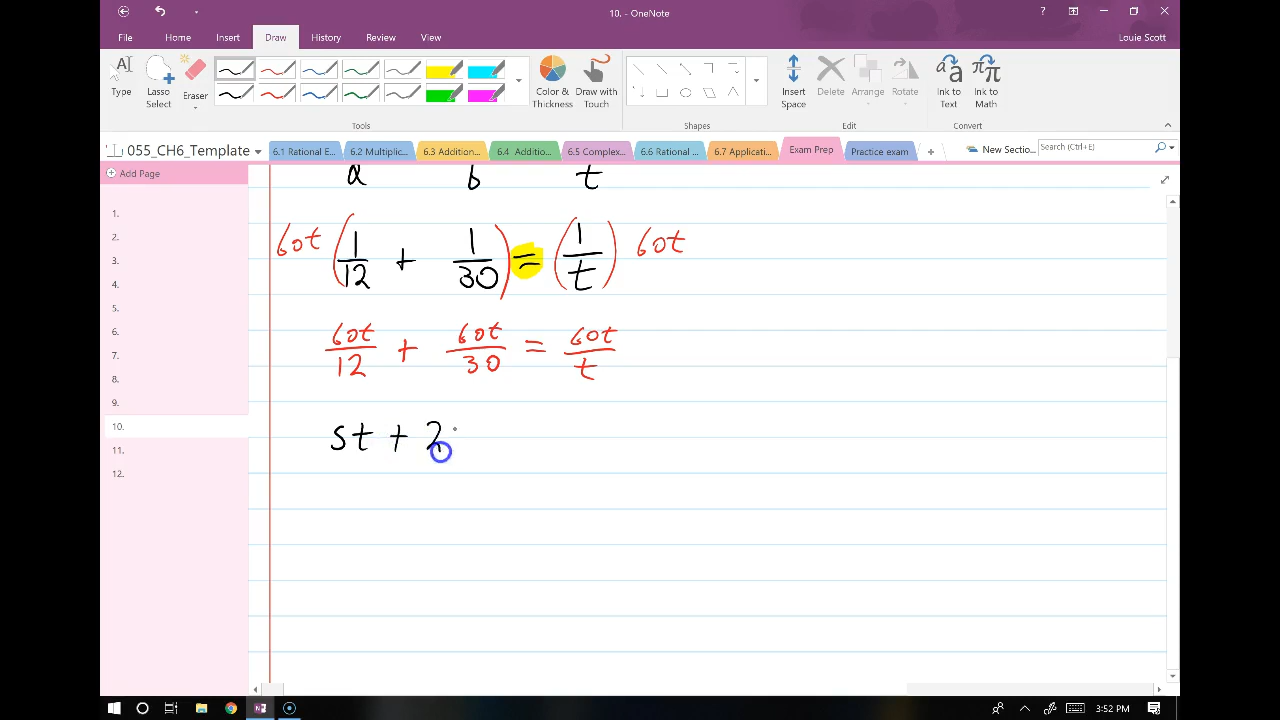 10. - OneNote
?
File Home Insert Draw History Review View
Louie Scott
Type
Lasso Select
Eraser
Color & Thickness
Draw with Touch
Insert Space
Delete
Arrange
Rotate
Ink to Text
Ink to Math
Tools
Shapes
Edit
Convert
055_CH6_Template
6.1 Rational E...
6.2 Multiplic...
6.3 Addition...
6.4 Additio...
6.5 Complex...
6.6 Rational ...
6.7 Applicati...
Exam Prep
Practice exam
New Sectio...
Search (Ctrl+E)
Add Page
1.
2.
3.
4.
5.
6.
7.
8.
9.
10.
11.
12.
a b t
60t (1/12 + 1/30) = (1/t) 60t
60t/12 + 60t/30 = 60t/t
5t + 2
3:52 PM